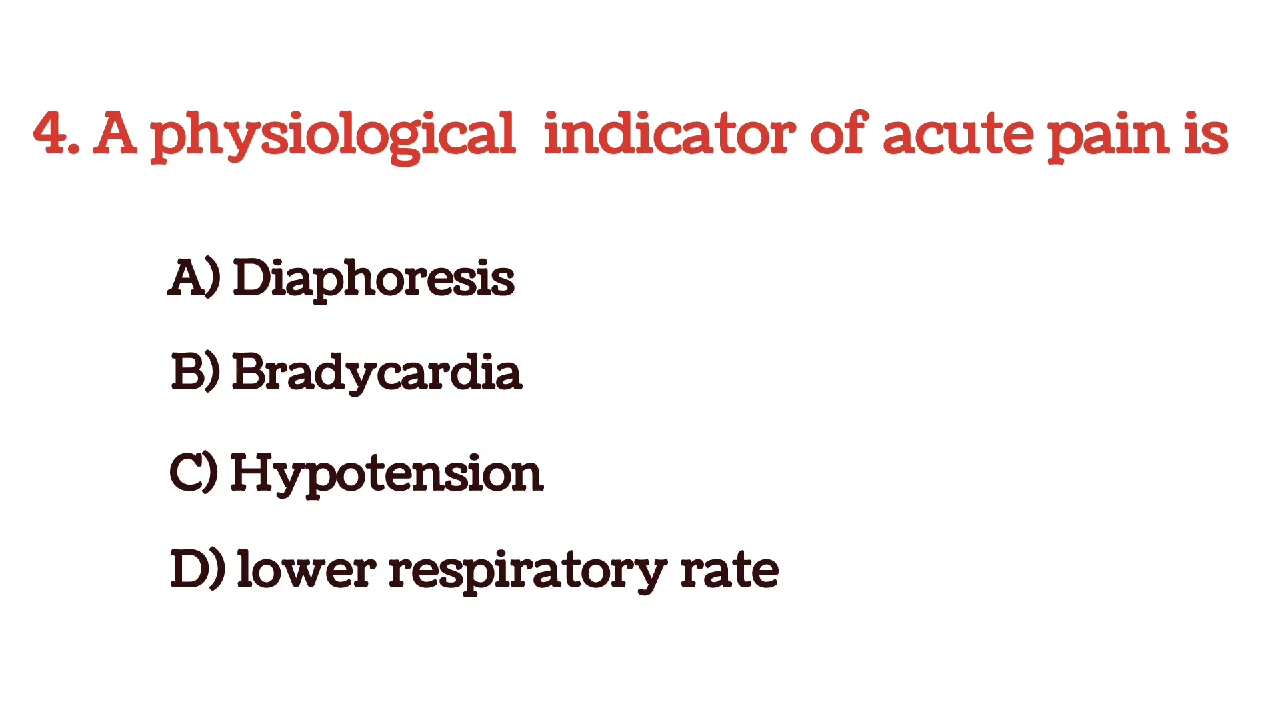 4. A physiological indicator of acute pain is
A) Diaphoresis
B) Bradycardia
C) Hypotension
D) lower respiratory rate